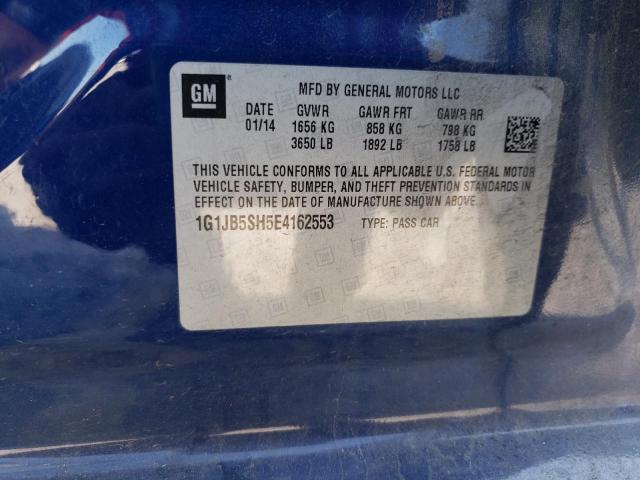 GM
MFD BY GENERAL MOTORS LLC
DATE GVWR GAWR FRT GAWR RR
01/14 1656 KG 858 KG 798 KG
3650 LB 1892 LB 1758 LB
THIS VEHICLE CONFORMS TO ALL APPLICABLE U.S. FEDERAL MOTOR
VEHICLE SAFETY, BUMPER, AND THEFT PREVENTION STANDARDS IN
EFFECT ON THE DATE OF MANUFACTURE SHOWN ABOVE.
1G1JB5SH5E4162553 TYPE: PASS CAR